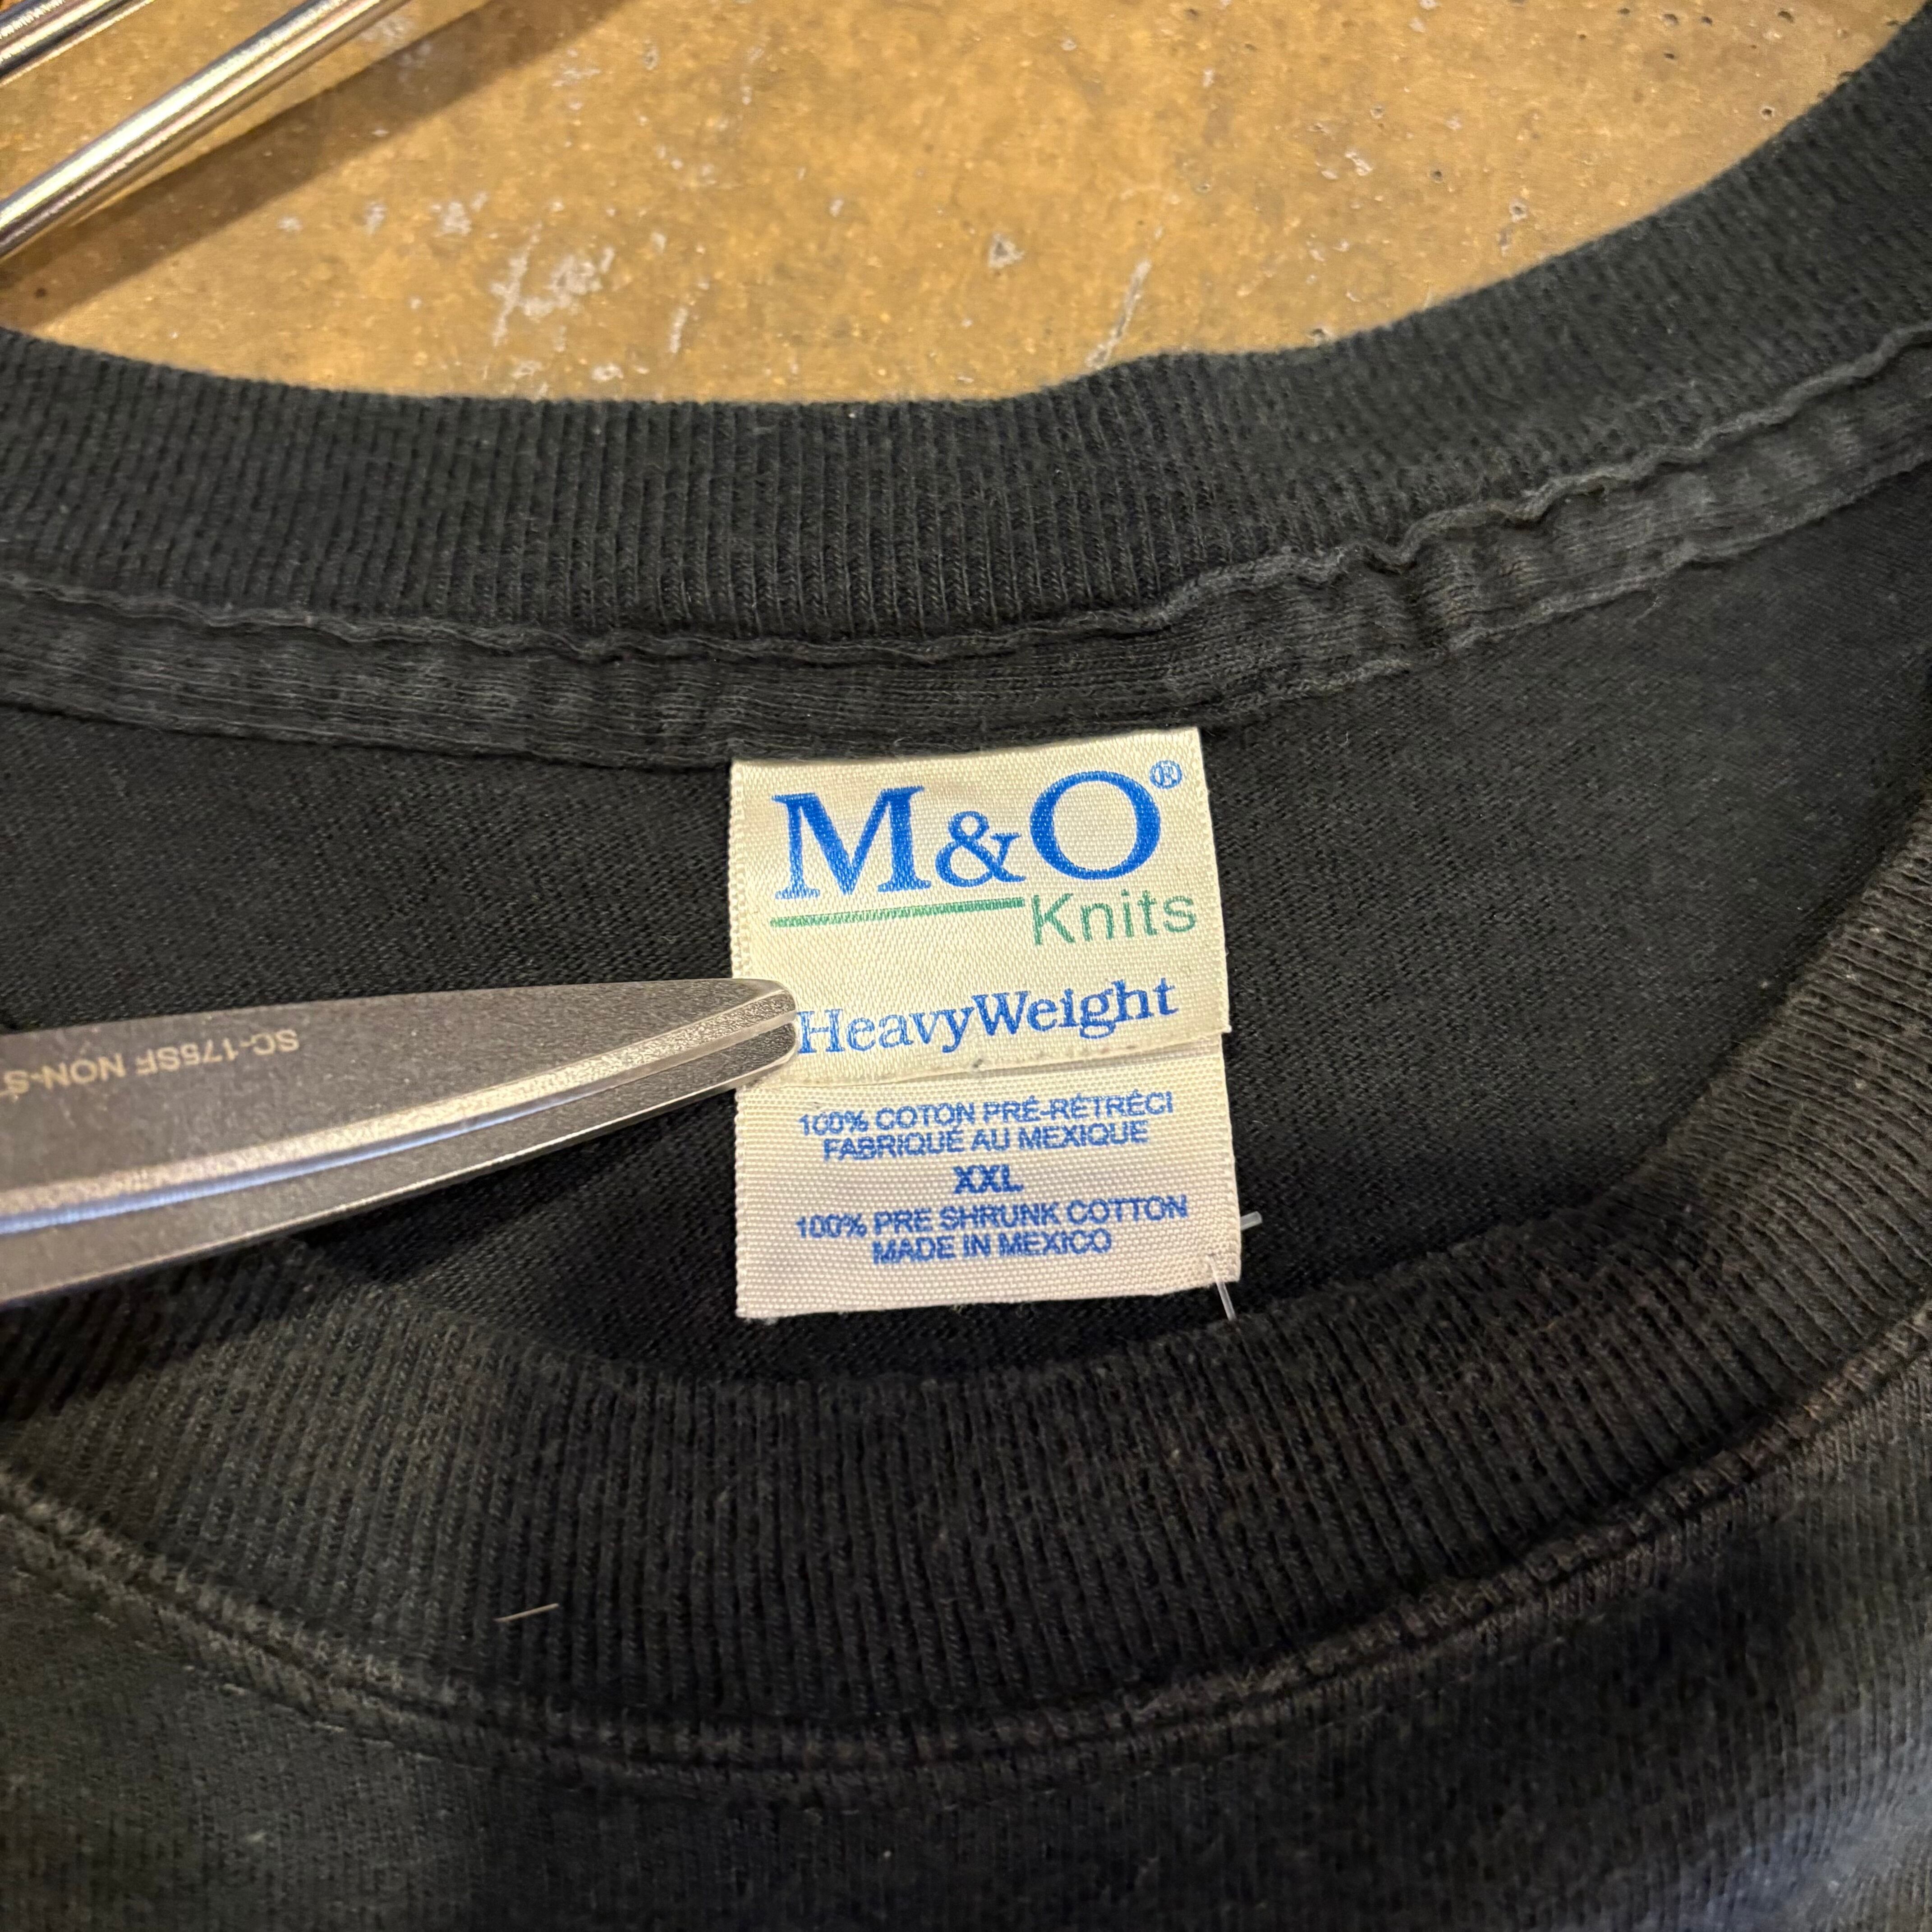 M&O®
Knits
HeavyWeight
100% COTON PRÉ-RÉTRÉCI
FABRIQUÉ AU MEXIQUE
XXL
100% PRE SHRUNK COTTON
MADE IN MEXICO
SC-175SF NON-S